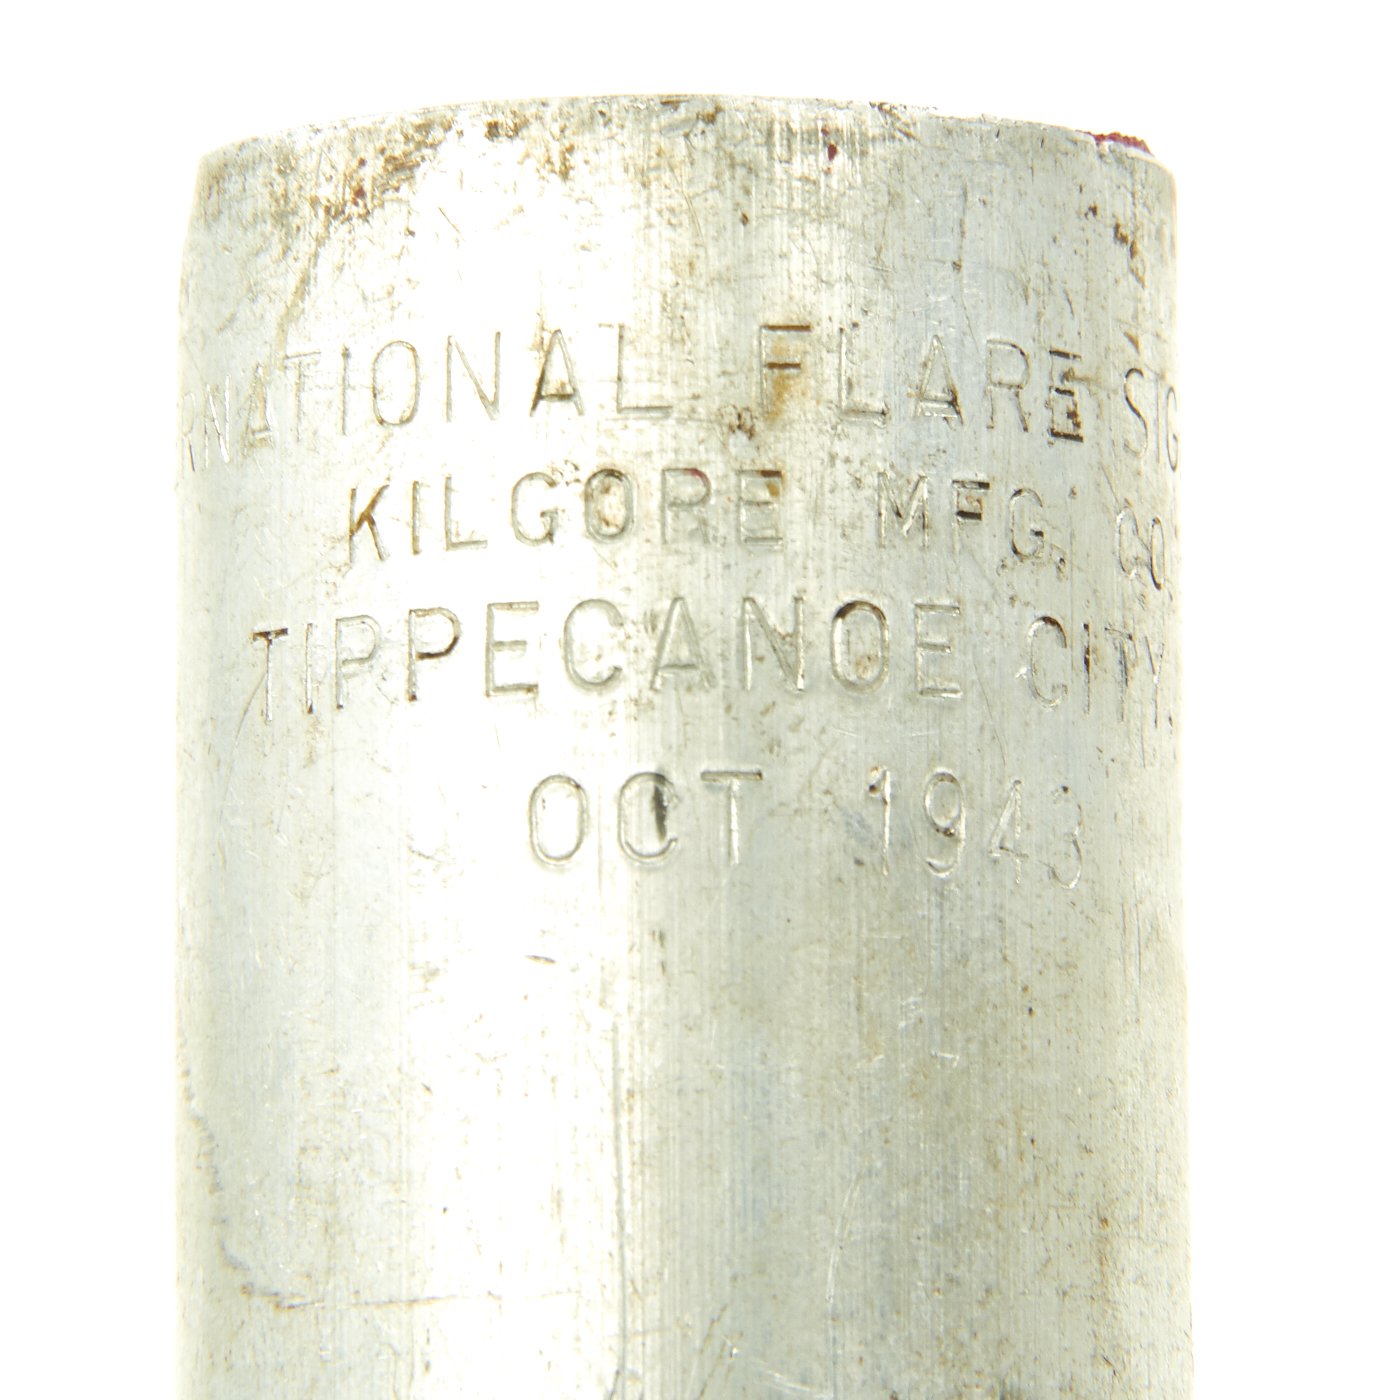 RNATIONAL FLARE SIG
KILGORE MFG. CO.
TIPPECANOE CITY.
OCT 1943